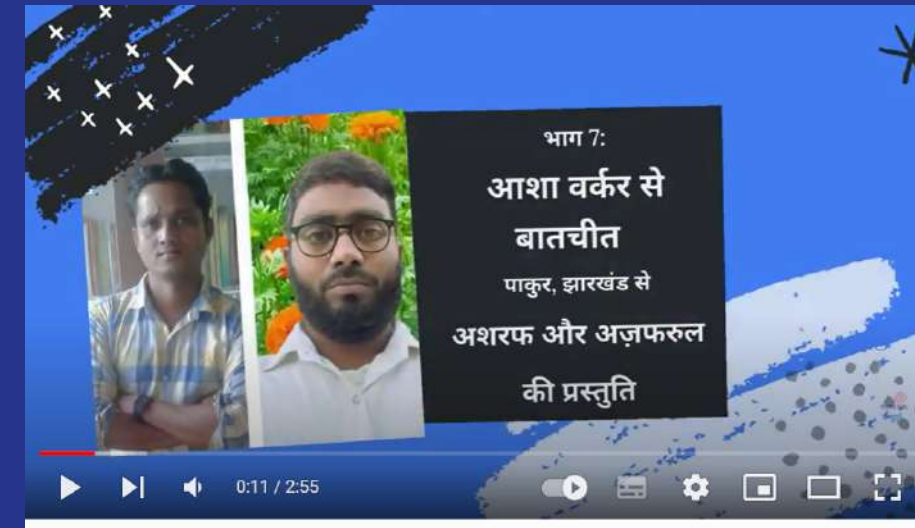 भाग 7:
आशा वर्कर से
बातचीत
पाकुर, झारखंड से
अशरफ और अज़फरुल
की प्रस्तुति
0:11 / 2:55